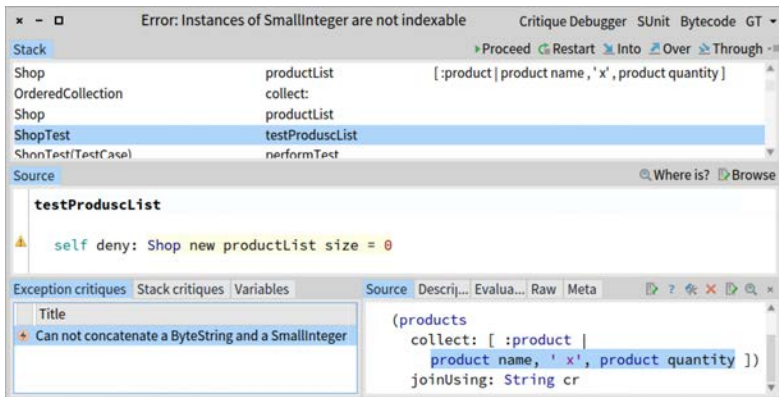 Error: Instances of SmallInteger are not indexable
Critique Debugger SUnit Bytecode GT
Stack
Proceed Restart Into Over Through
Shop productList [ :product | product name , ' x' , product quantity ]
OrderedCollection collect:
Shop productList
ShopTest testProduscList
ShopTest(TestCase) performTest
Source
Where is? Browse
testProduscList
self deny: Shop new productList size = 0
Exception critiques Stack critiques Variables
Source Descrij... Evalua... Raw Meta
Title
Can not concatenate a ByteString and a SmallInteger
(products
collect: [ :product |
product name, ' x', product quantity ])
joinUsing: String cr